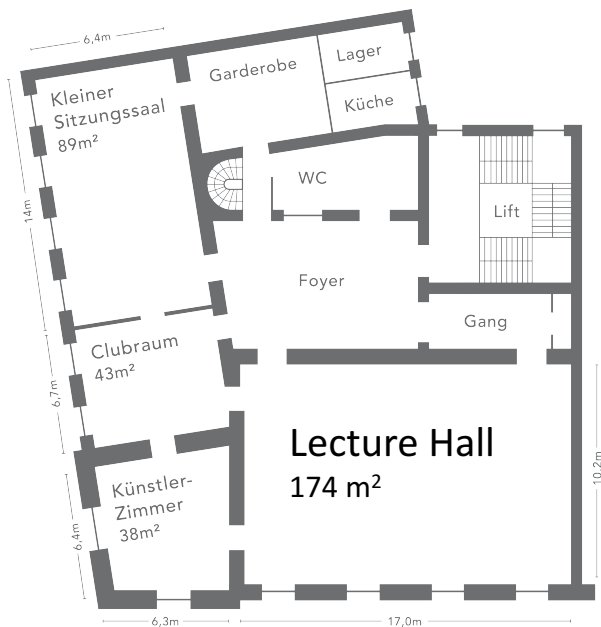 6,4m
Kleiner
Sitzungssaal
89m²
Garderobe
Lager
Küche
14m
WC
Lift
Foyer
Gang
Clubraum
43m²
6,7m
Lecture Hall
174 m²
10,2m
Künstler-
Zimmer
38m²
6,4m
6,3m
17,0m